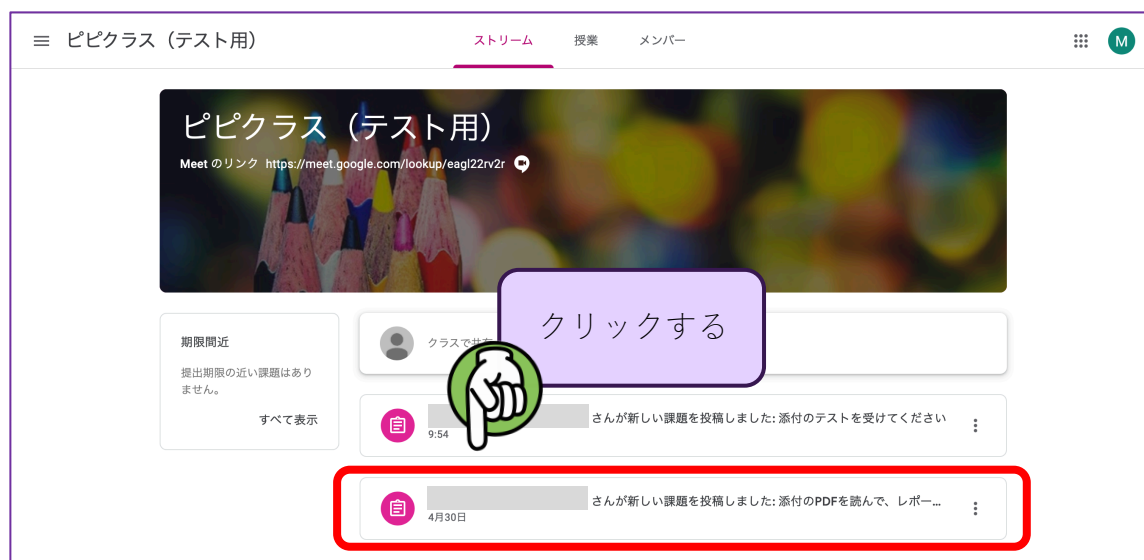 ピピクラス（テスト用）
ストリーム 授業 メンバー
M
ピピクラス（テスト用）
Meet のリンク https://meet.google.com/lookup/eagl22rv2r
クリックする
期限間近
提出期限の近い課題はあり
ません。
すべて表示
クラスで共有
さんが新しい課題を投稿しました: 添付のテストを受けてください
9:54
さんが新しい課題を投稿しました: 添付のPDFを読んで、レポー...
4月30日